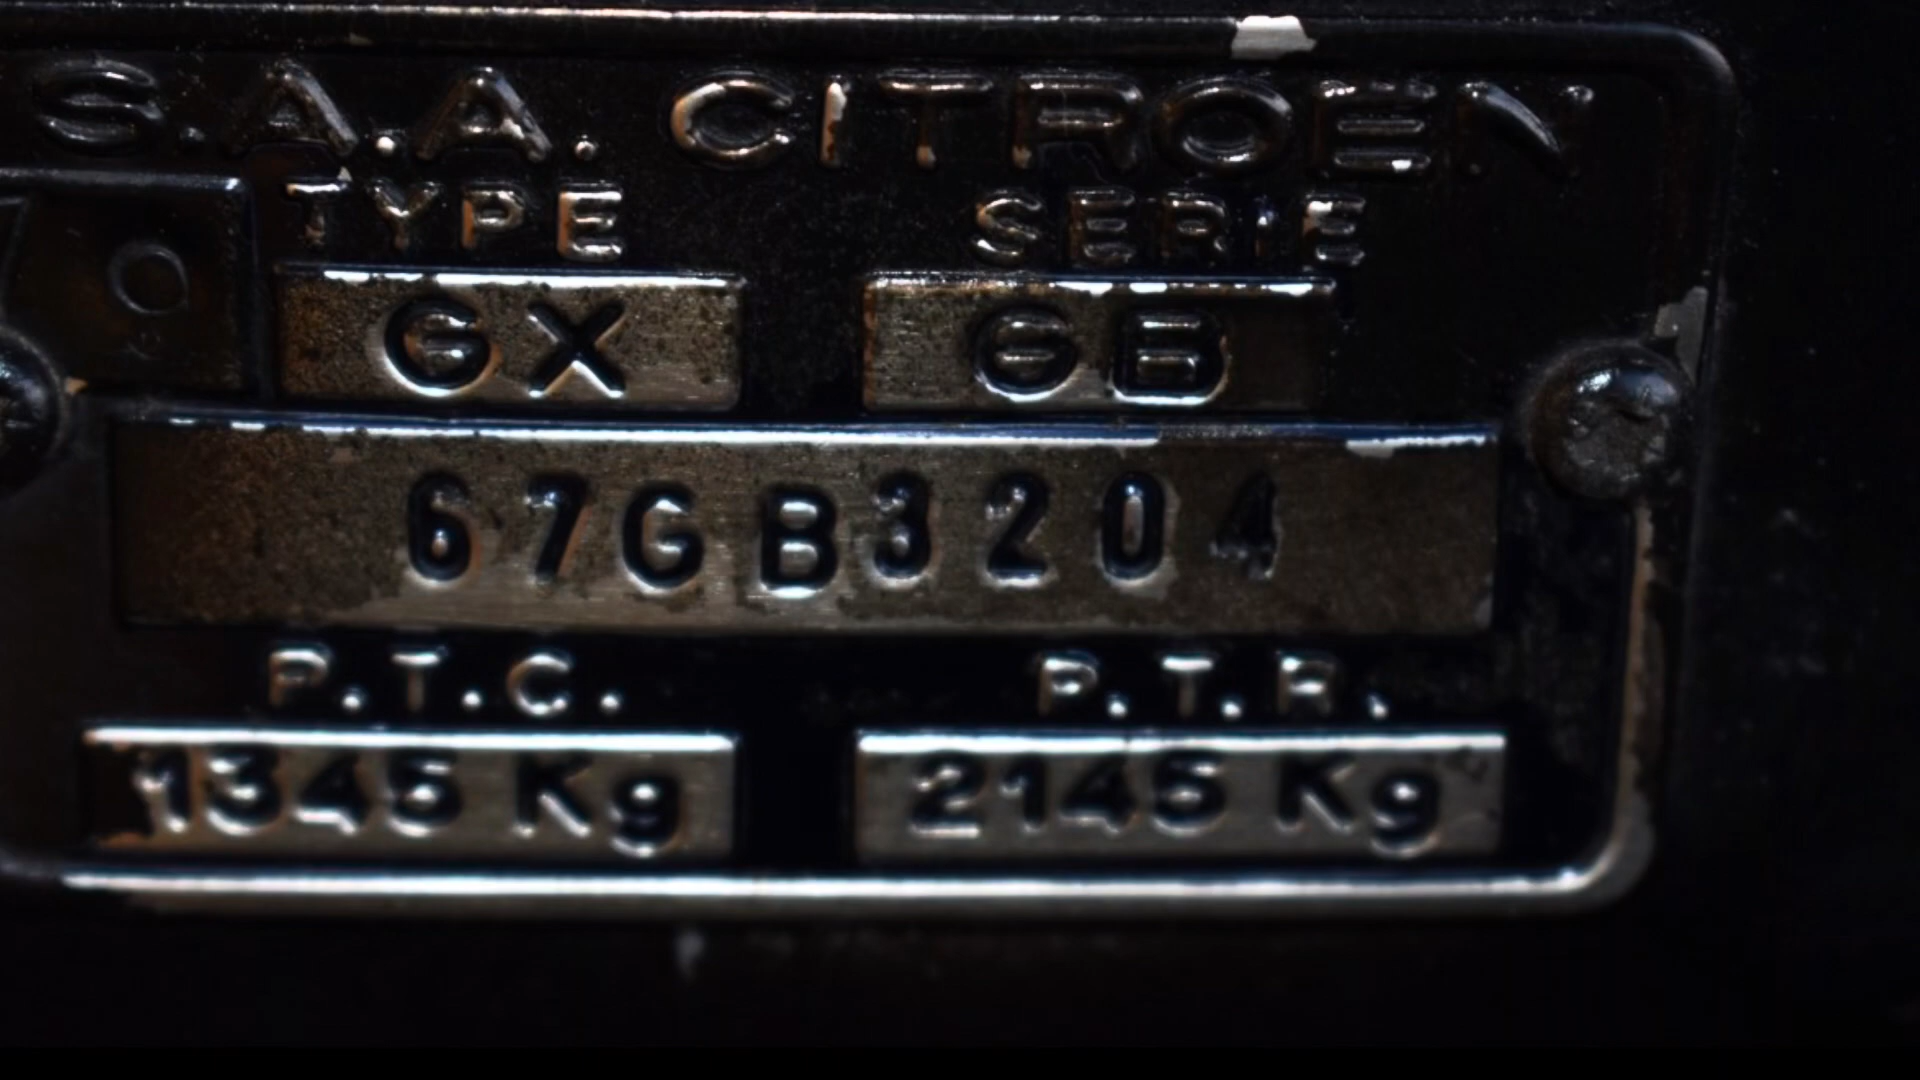 S.A.A. CITROEN
TYPE SERIE
GX GB
67GB3204
P.T.C. P.T.R.
1345 Kg 2145 Kg